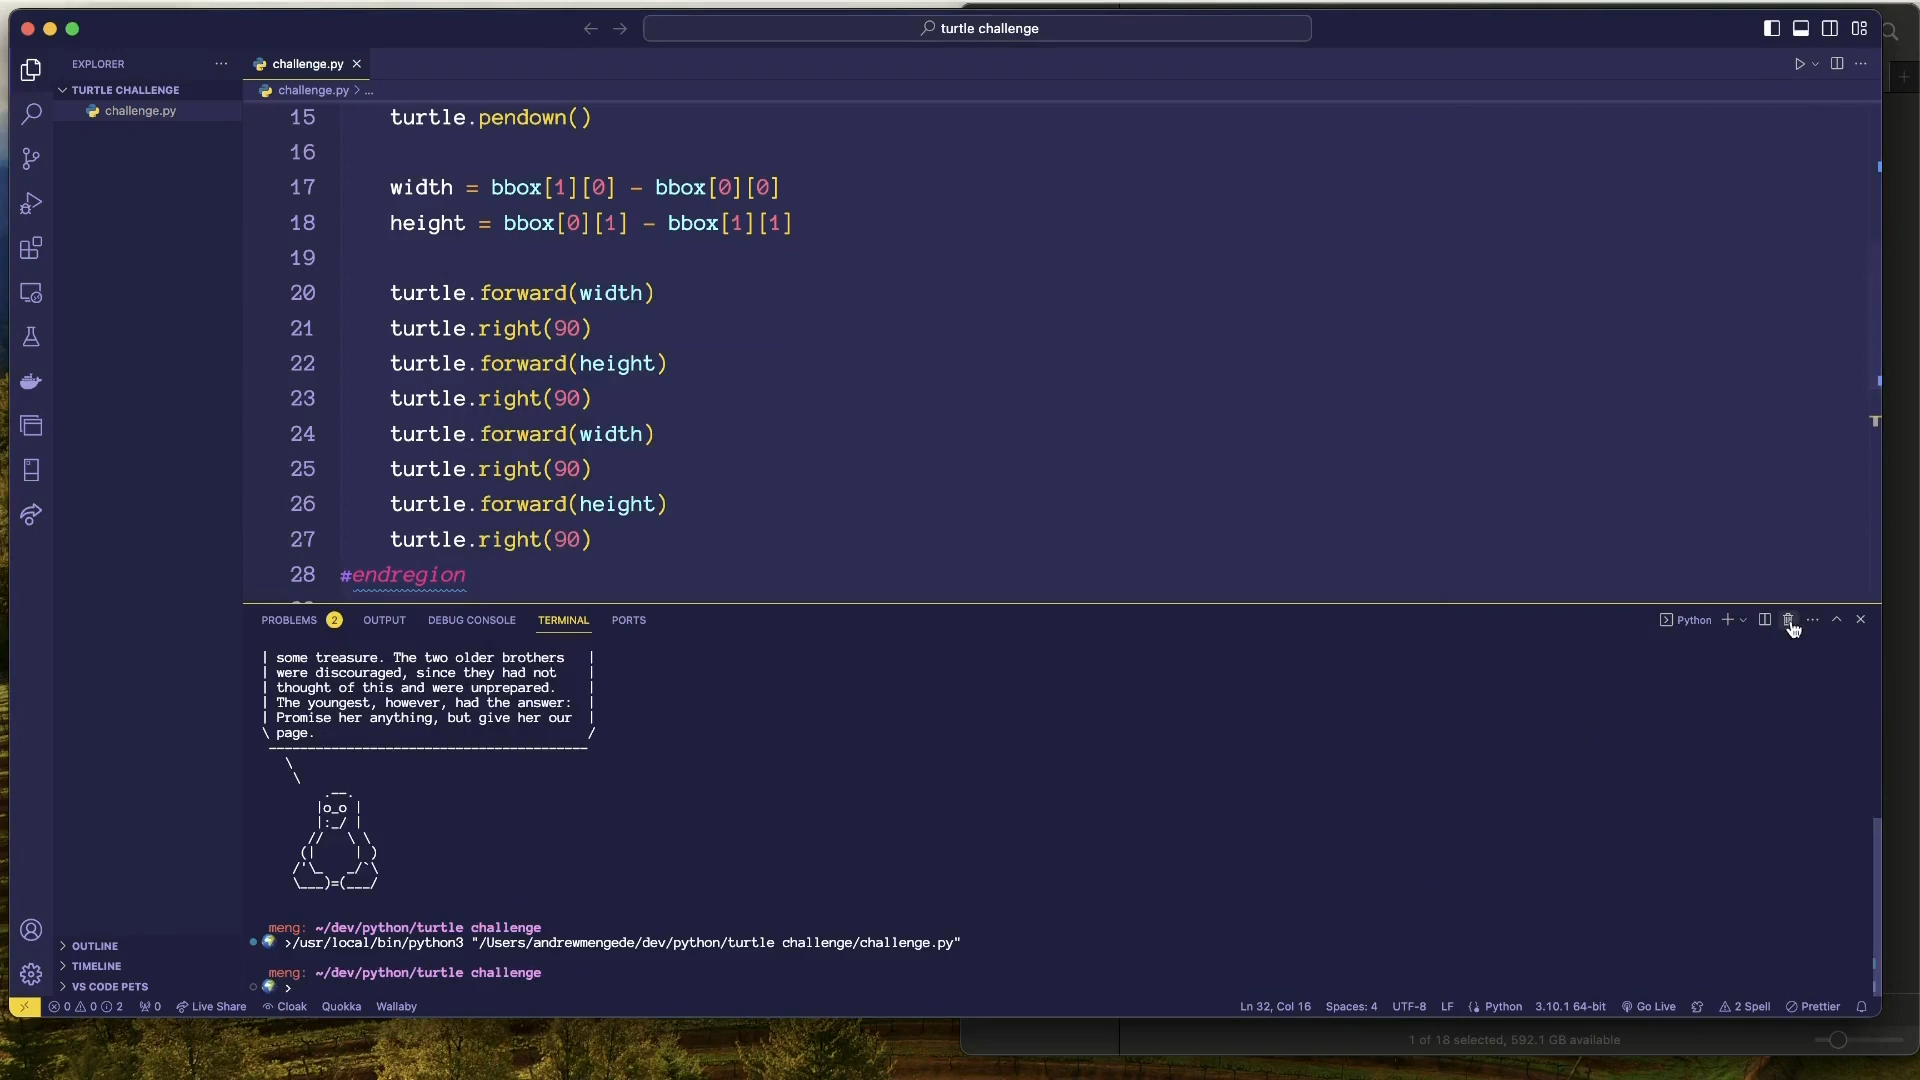 turtle challenge
EXPLORER
TURTLE CHALLENGE
challenge.py
challenge.py
challenge.py > ...
15 turtle.pendown()
16
17 width = bbox[1][0] - bbox[0][0]
18 height = bbox[0][1] - bbox[1][1]
19
20 turtle.forward(width)
21 turtle.right(90)
22 turtle.forward(height)
23 turtle.right(90)
24 turtle.forward(width)
25 turtle.right(90)
26 turtle.forward(height)
27 turtle.right(90)
28 #endregion
PROBLEMS 2 OUTPUT DEBUG CONSOLE TERMINAL PORTS
Python
| some treasure. The two older brothers |
| were discouraged, since they had not |
| thought of this and were unprepared. |
| The youngest, however, had the answer: |
| Promise her anything, but give her our |
\ page. /
-----------------------------------------
\
\
.--.
|o_o |
|:_/ |
// \ \
(| | )
/'\_ _/`\
\___)=(___/
meng: ~/dev/python/turtle challenge
>/usr/local/bin/python3 "/Users/andrewmengede/dev/python/turtle challenge/challenge.py"
meng: ~/dev/python/turtle challenge
>
OUTLINE
TIMELINE
VS CODE PETS
0 0 2 0 Live Share Cloak Quokka Wallaby
Ln 32, Col 16 Spaces: 4 UTF-8 LF Python 3.10.1 64-bit Go Live 2 Spell Prettier
1 of 18 selected, 592.1 GB available